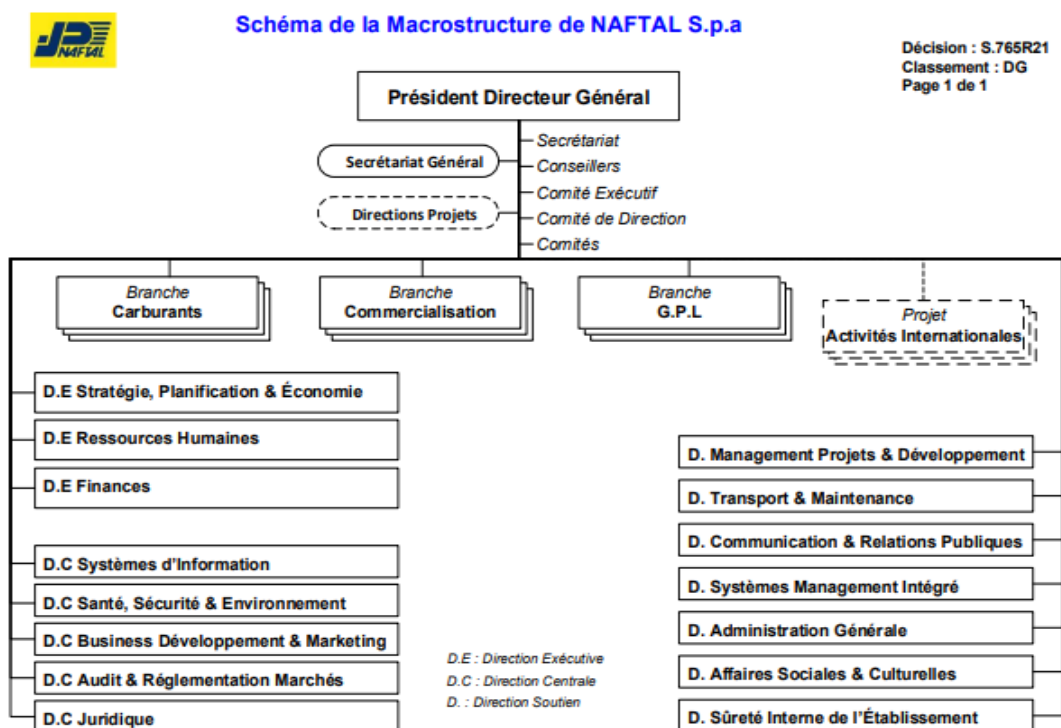 NAFTAL
Schéma de la Macrostructure de NAFTAL S.p.a
Décision : S.765R21
Classement : DG
Page 1 de 1
Président Directeur Général
Secrétariat
Secrétariat Général
Conseillers
Comité Exécutif
Directions Projets
Comité de Direction
Comités
Branche
Carburants
Branche
Commercialisation
Branche
G.P.L
Projet
Activités Internationales
D.E Stratégie, Planification & Économie
D.E Ressources Humaines
D.E Finances
D.C Systèmes d'Information
D.C Santé, Sécurité & Environnement
D.C Business Développement & Marketing
D.C Audit & Réglementation Marchés
D.C Juridique
D.E : Direction Exécutive
D.C : Direction Centrale
D. : Direction Soutien
D. Management Projets & Développement
D. Transport & Maintenance
D. Communication & Relations Publiques
D. Systèmes Management Intégré
D. Administration Générale
D. Affaires Sociales & Culturelles
D. Sûreté Interne de l'Établissement